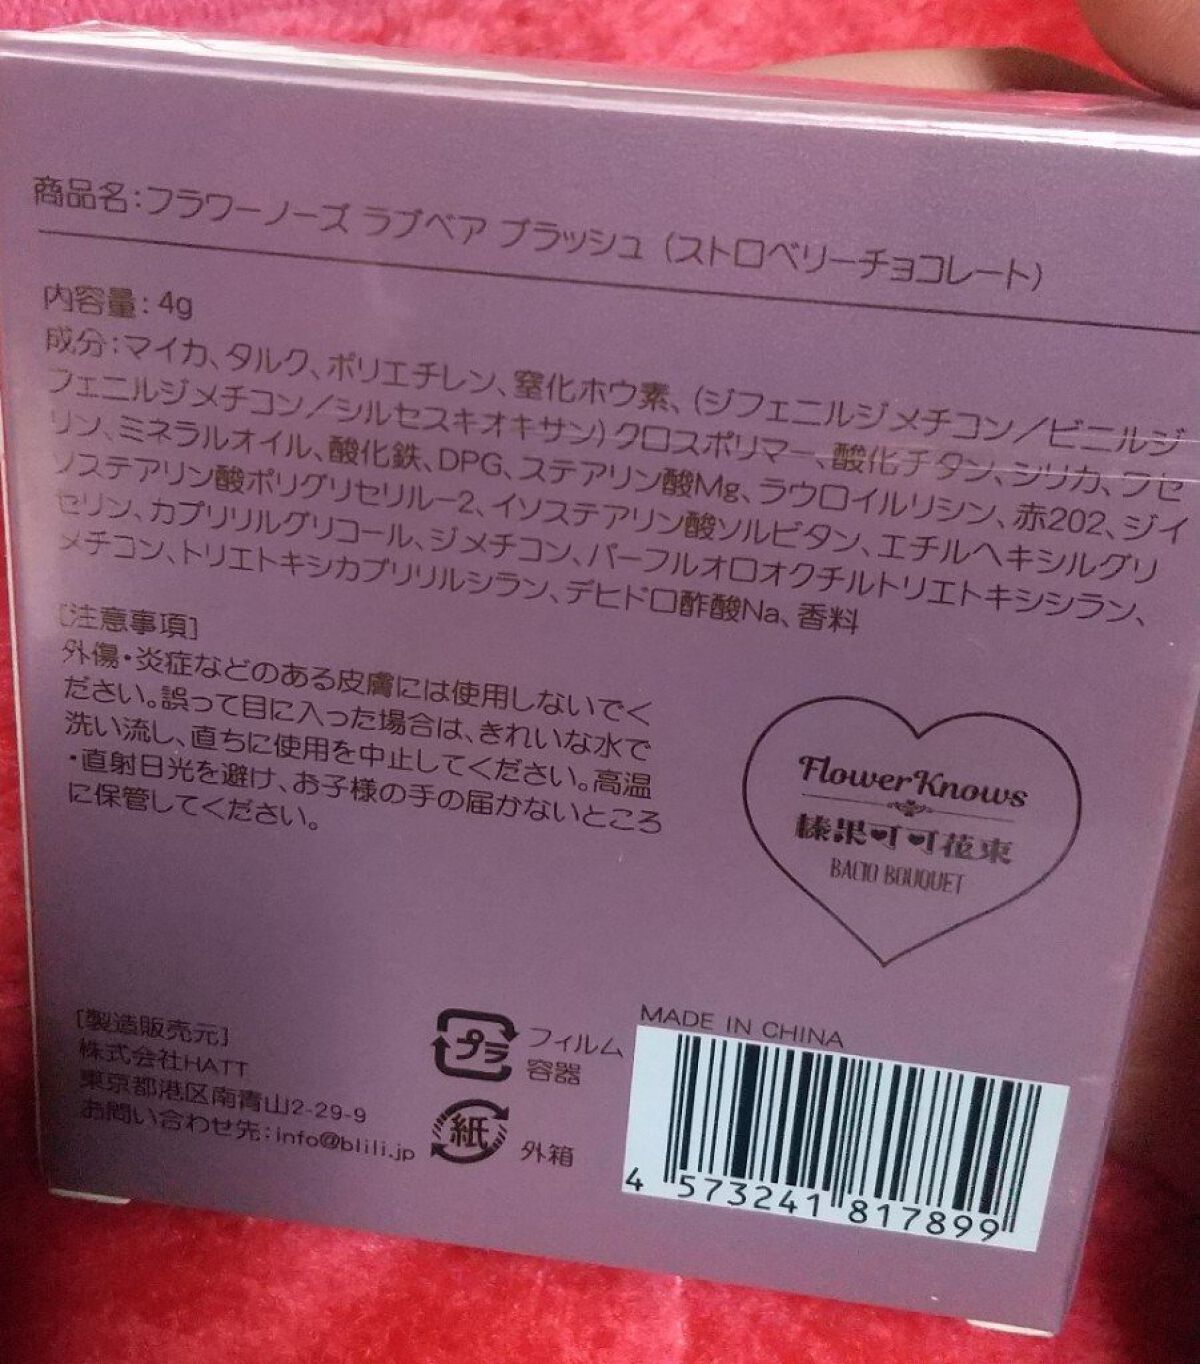 商品名:フラワーノーズ ラブベア ブラッシュ (ストロベリーチョコレート)
内容量: 4g
成分:マイカ、タルク、ポリエチレン、窒化ホウ素、(ジフェニルジメチコン/ビニルジ
フェニルジメチコン/シルセスキオキサン)クロスポリマー、酸化チタン、シリカ、フセ
リン、ミネラルオイル、酸化鉄、DPG、ステアリン酸Mg、ラウロイルリシン、赤202、ジイ
ソステアリン酸ポリグリセリル-2、イソステアリン酸ソルビタン、エチルヘキシルグリ
セリン、カプリリルグリコール、ジメチコン、パーフルオロオクチルトリエトキシシラン、
メチコン、トリエトキシカプリリルシラン、デヒドロ酢酸Na、香料
[注意事項]
外傷・炎症などのある皮膚には使用しないでく
ださい。誤って目に入った場合は、きれいな水で
洗い流し、直ちに使用を中止してください。高温
・直射日光を避け、お子様の手の届かないところ
に保管してください。
FlowerKnows
榛果可可花束
BACIO BOUQUET
[製造販売元]
株式会社HATT
東京都港区南青山2-29-9
お問い合わせ先:info@blili.jp
プラ
フィルム
容器
紙
外箱
MADE IN CHINA
4 573241 817899